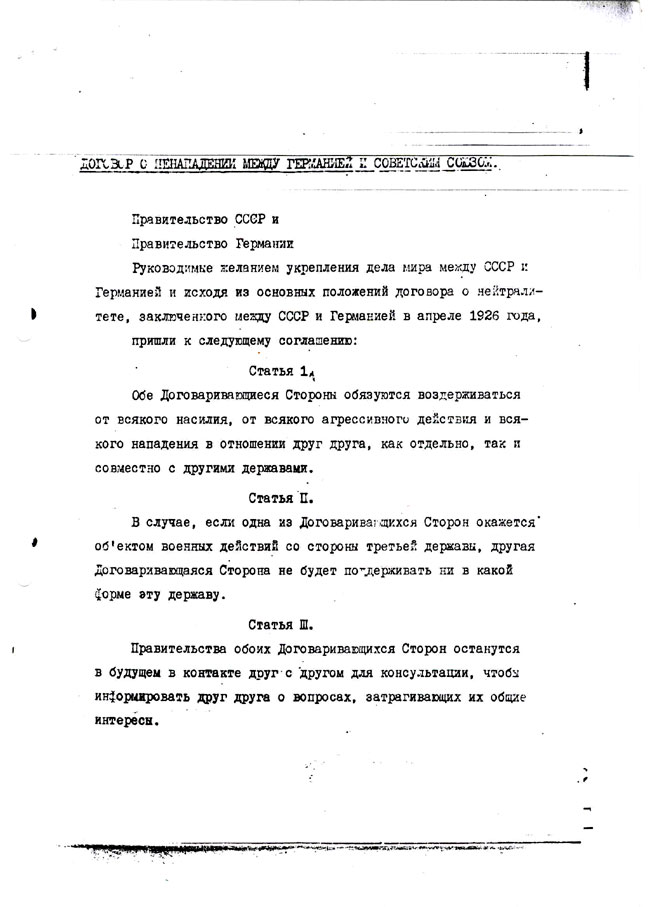 ДОГОВОР О НЕНАПАДЕНИИ МЕЖДУ ГЕРМАНИЕЙ И СОВЕТСКИМ СОЮЗОМ.
Правительство СССР и
Правительство Германии
Руководимые желанием укрепления дела мира между СССР и
Германией и исходя из основных положений договора о нейтрали-
тете, заключенного между СССР и Германией в апреле 1926 года,
пришли к следующему соглашению:
Статья 1.
Обе Договаривающиеся Стороны обязуются воздерживаться
от всякого насилия, от всякого агрессивного действия и вся-
кого нападения в отношении друг друга, как отдельно, так и
совместно с другими державами.
Статья П.
В случае, если одна из Договаривающихся Сторон окажется
об'ектом военных действий со стороны третьей державы, другая
Договаривающаяся Сторона не будет поддерживать ни в какой
форме эту державу.
Статья Ш.
Правительства обоих Договаривающихся Сторон останутся
в будущем в контакте друг с другом для консультации, чтобы
информировать друг друга о вопросах, затрагивающих их общие
интересы.